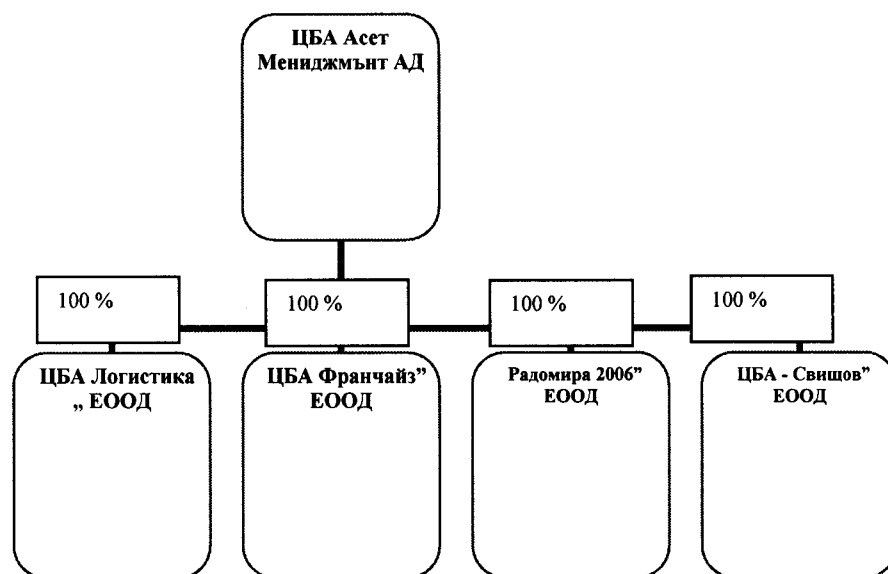 ЦБА Асет
Мениджмънт АД
100 %
100 %
100 %
100 %
ЦБА Логистика
„ ЕООД
ЦБА Франчайз”
ЕООД
Радомира 2006”
ЕООД
ЦБА - Свищов”
ЕООД